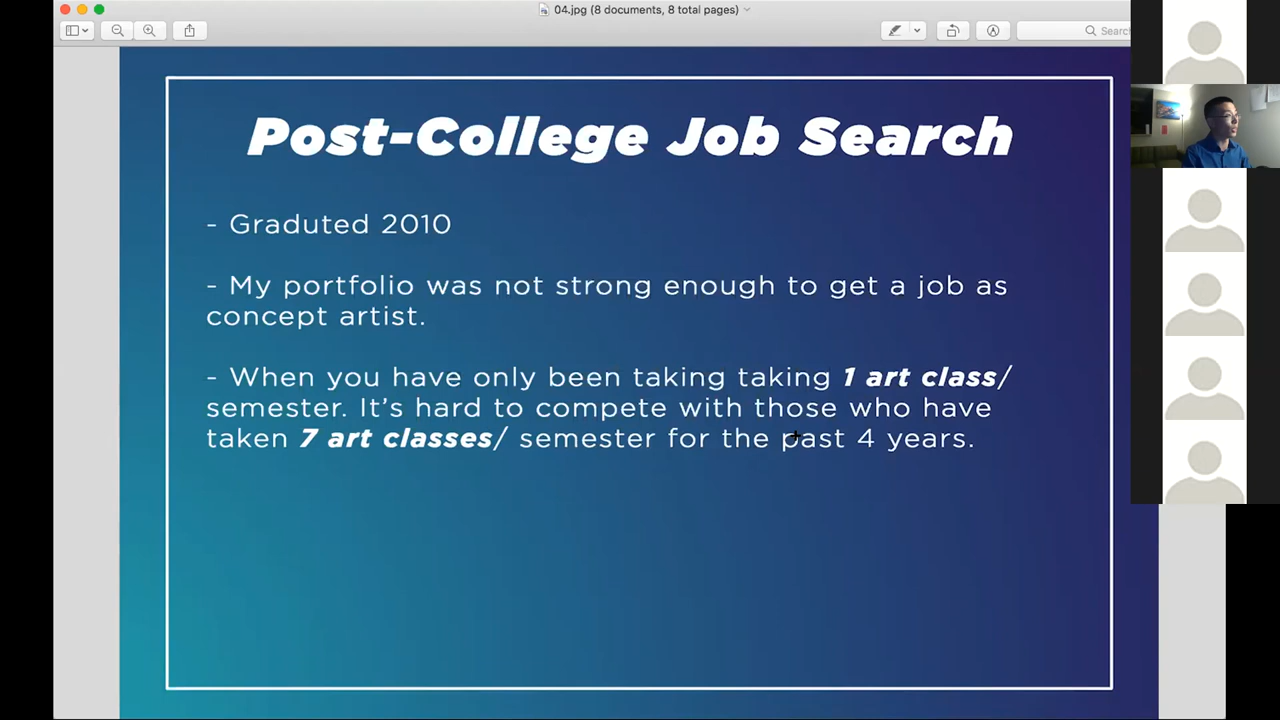 04.jpg (8 documents, 8 total pages)
Search
Post-College Job Search
- Graduted 2010
- My portfolio was not strong enough to get a job as
concept artist.
- When you have only been taking taking 1 art class/
semester. It's hard to compete with those who have
taken 7 art classes/ semester for the past 4 years.